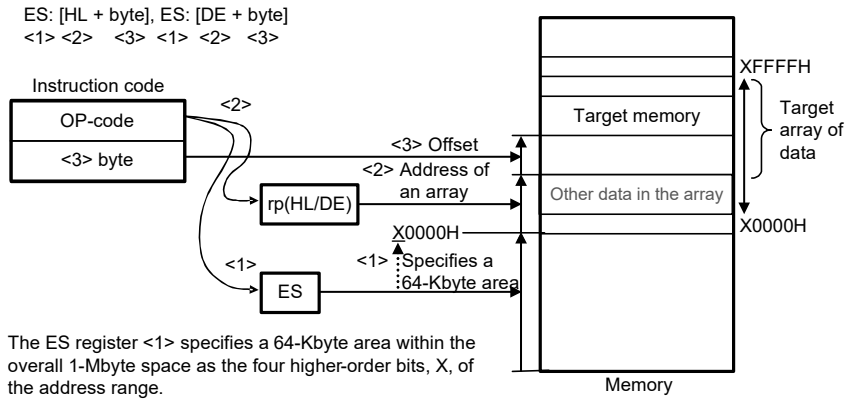 ES: [HL + byte], ES: [DE + byte]
<1> <2> <3> <1> <2> <3>
Instruction code
OP-code
<3> byte
<2>
<3> Offset
<2> Address of
an array
rp(HL/DE)
X0000H
<1> Specifies a
64-Kbyte area
<1>
ES
XFFFFH
Target memory
Target
array of
data
Other data in the array
X0000H
Memory
The ES register <1> specifies a 64-Kbyte area within the
overall 1-Mbyte space as the four higher-order bits, X, of
the address range.